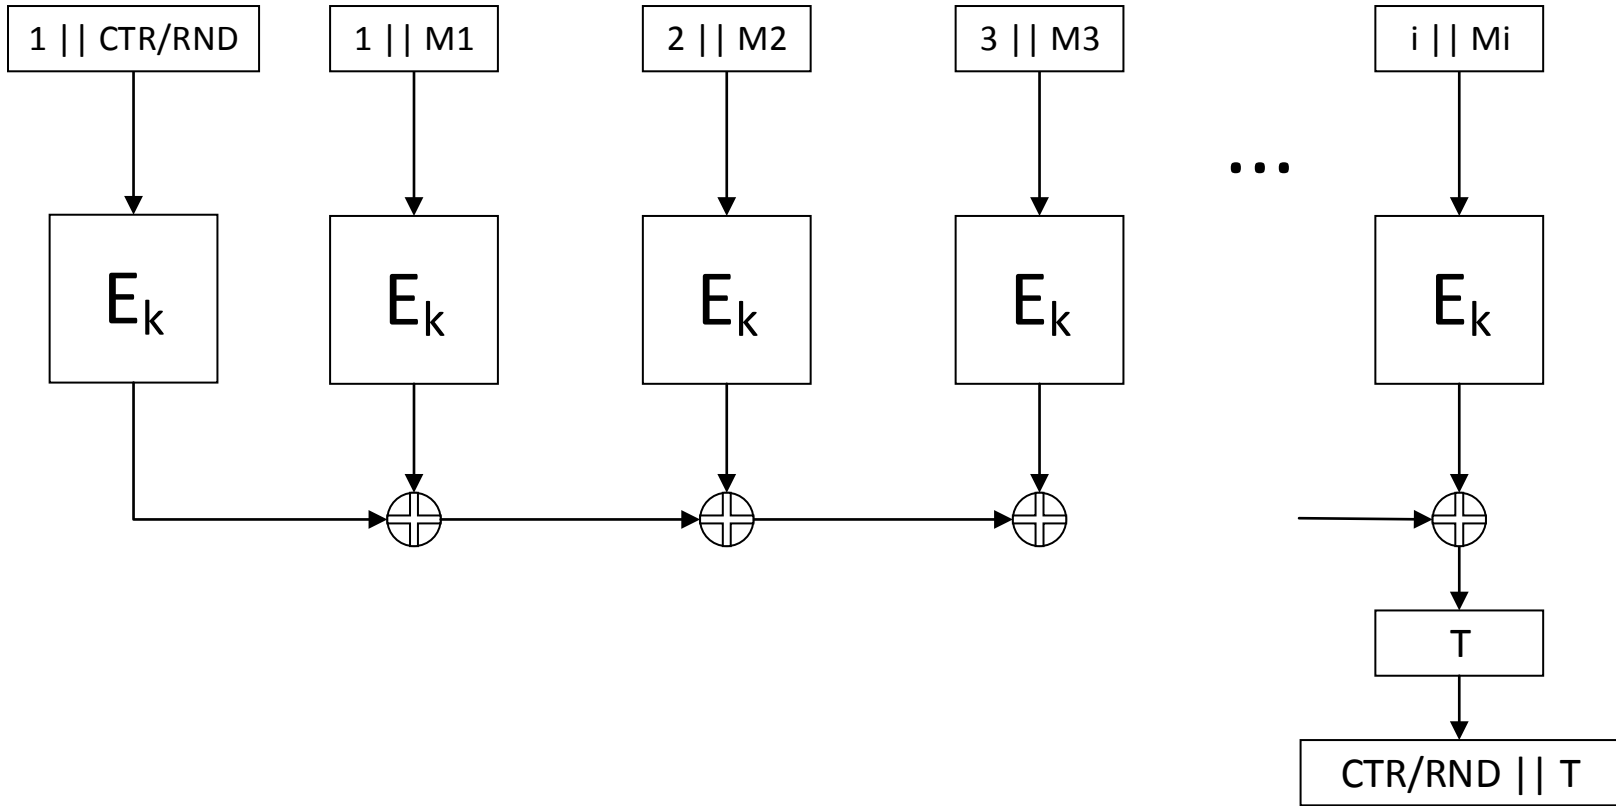 1 || CTR/RND
1 || M1
2 || M2
3 || M3
i || Mi
...
Ek
Ek
Ek
Ek
Ek
T
CTR/RND || T